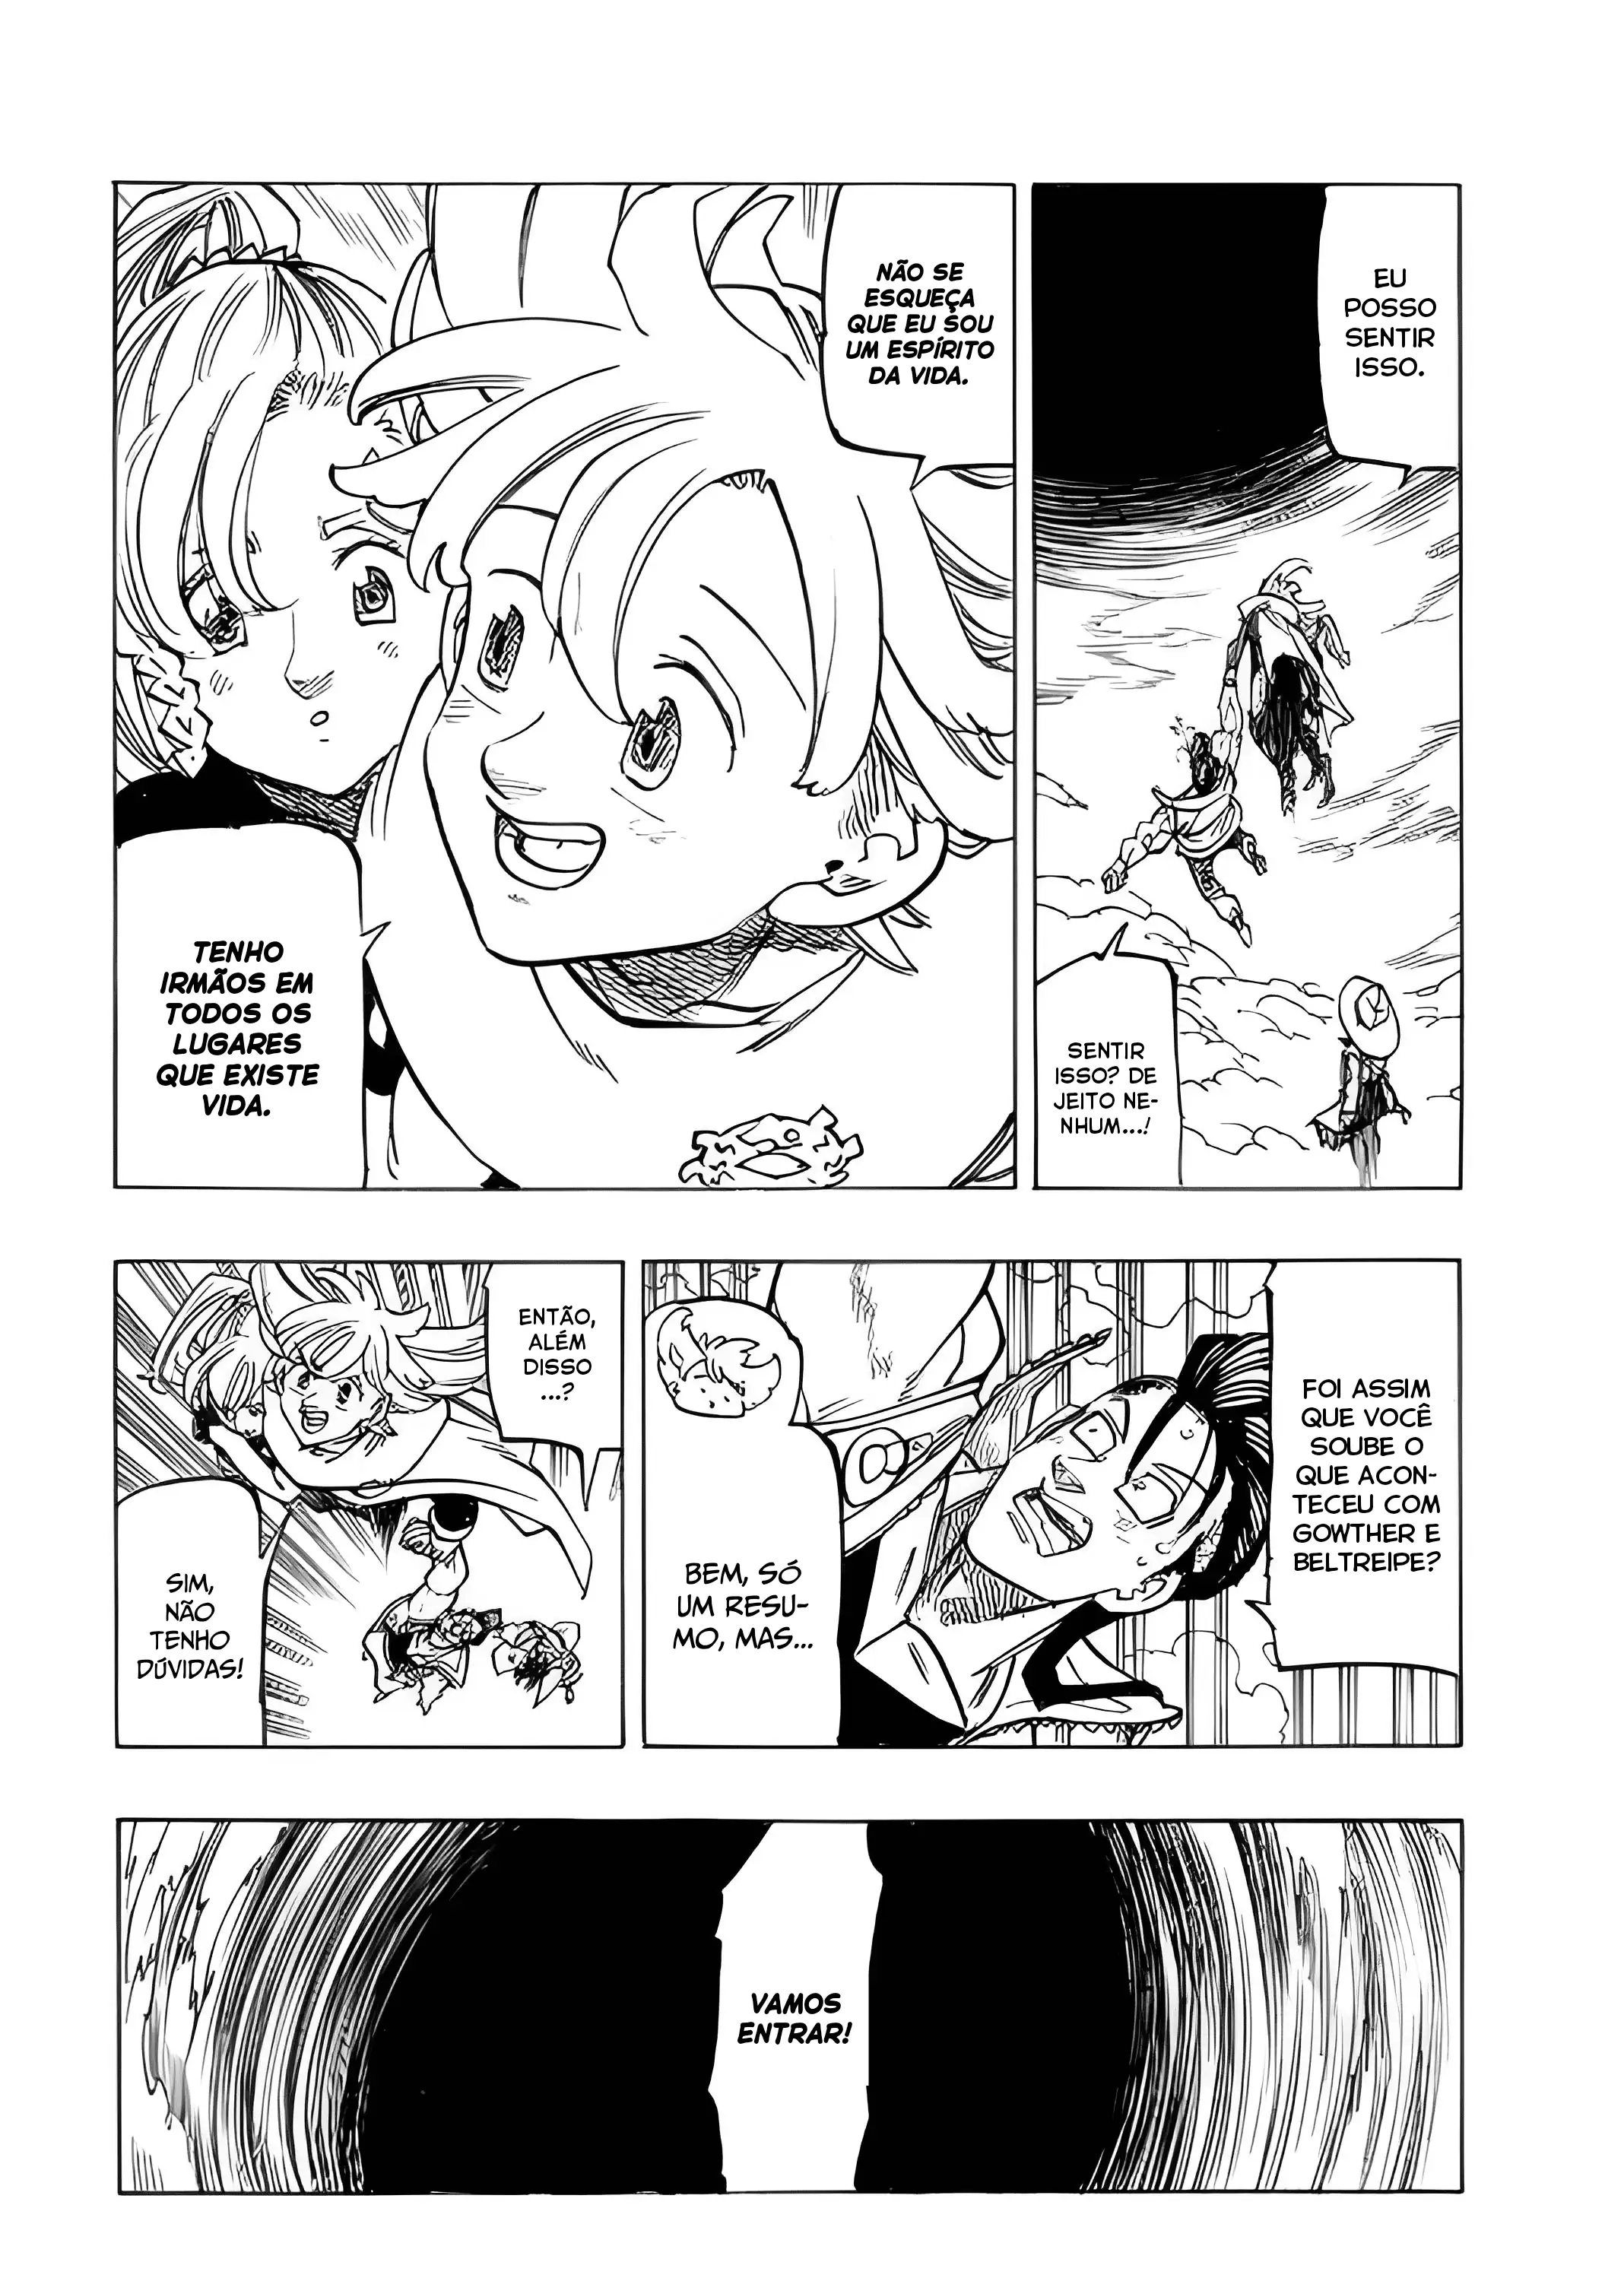 EU
POSSO
SENTIR
ISSO.
SENTIR
ISSO? DE
JEITO NE-
NHUM...!
NÃO SE
ESQUEÇA
QUE EU SOU
UM ESPÍRITO
DA VIDA.
TENHO
IRMÃOS EM
TODOS OS
LUGARES
QUE EXISTE
VIDA.
FOI ASSIM
QUE VOCÊ
SOUBE O
QUE ACON-
TECEU COM
GOWTHER E
BELTREIPE?
BEM, SÓ
UM RESU-
MO, MAS...
ENTÃO,
ALÉM
DISSO
...?
SIM,
NÃO
TENHO
DÚVIDAS!
VAMOS
ENTRAR!